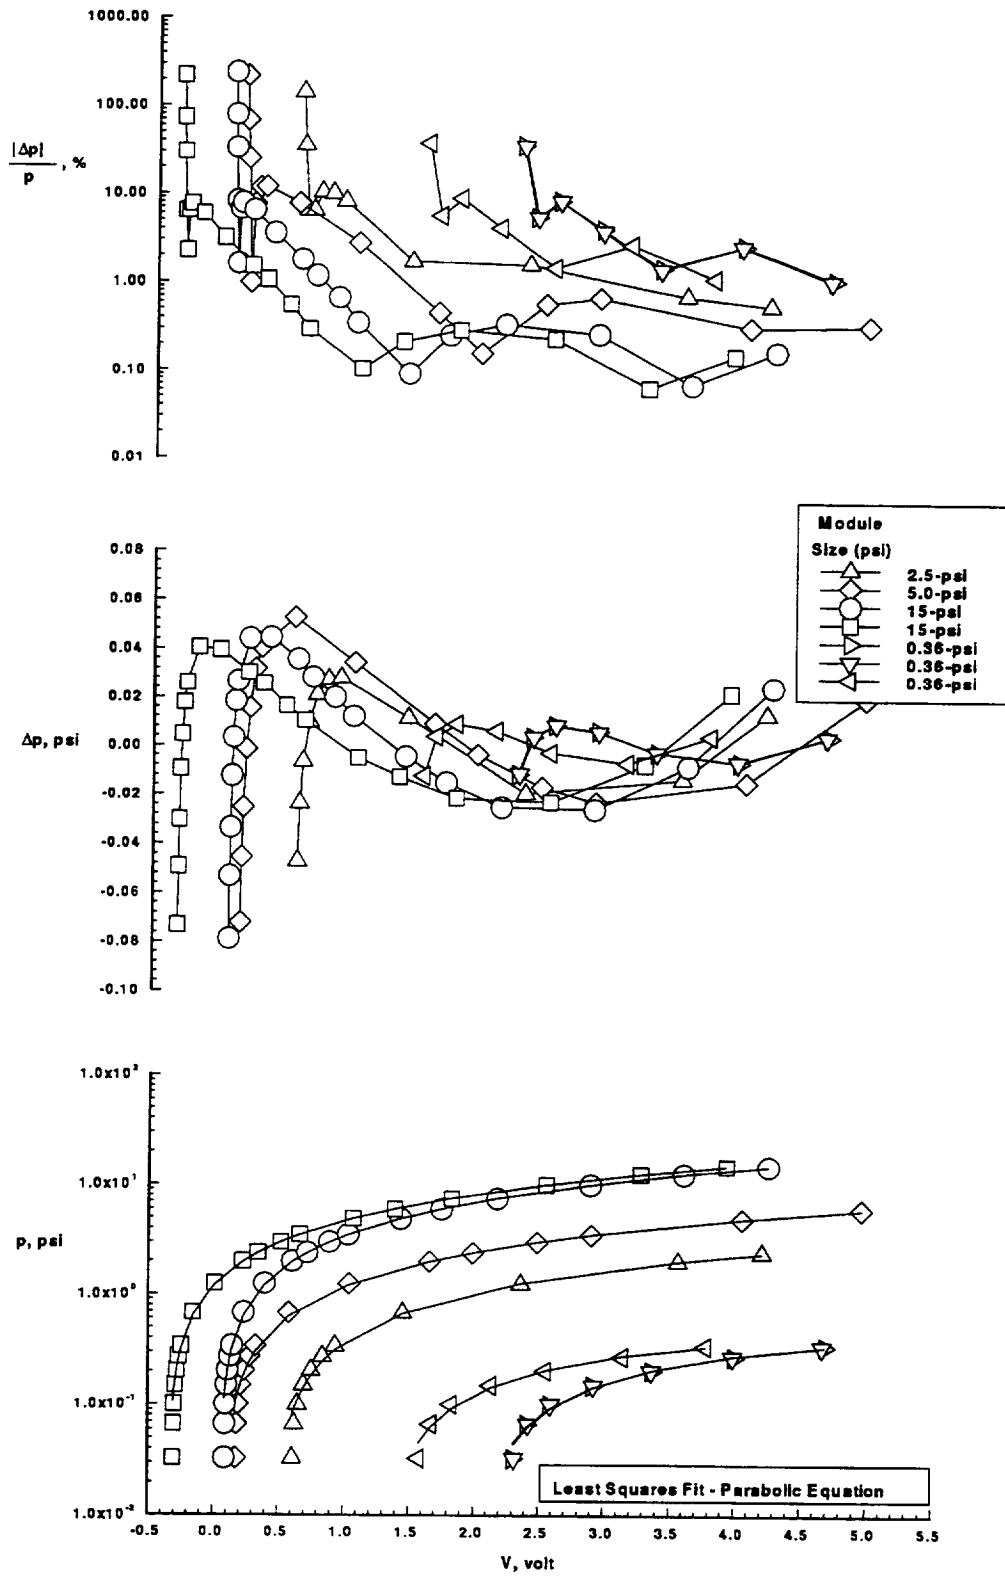 1000.00
100.00
|Δp|
p , %
10.00
1.00
0.10
0.01
Module
Size (psi)
2.5-psi
5.0-psi
15-psi
15-psi
0.36-psi
0.36-psi
0.36-psi
0.08
0.06
0.04
0.02
Δp, psi
0.00
-0.02
-0.04
-0.06
-0.08
-0.10
1.0x10²
1.0x10¹
p, psi
1.0x10⁰
1.0x10⁻¹
1.0x10⁻²
Least Squares Fit - Parabolic Equation
-0.5 0.0 0.5 1.0 1.5 2.0 2.5 3.0 3.5 4.0 4.5 5.0 5.5
V, volt